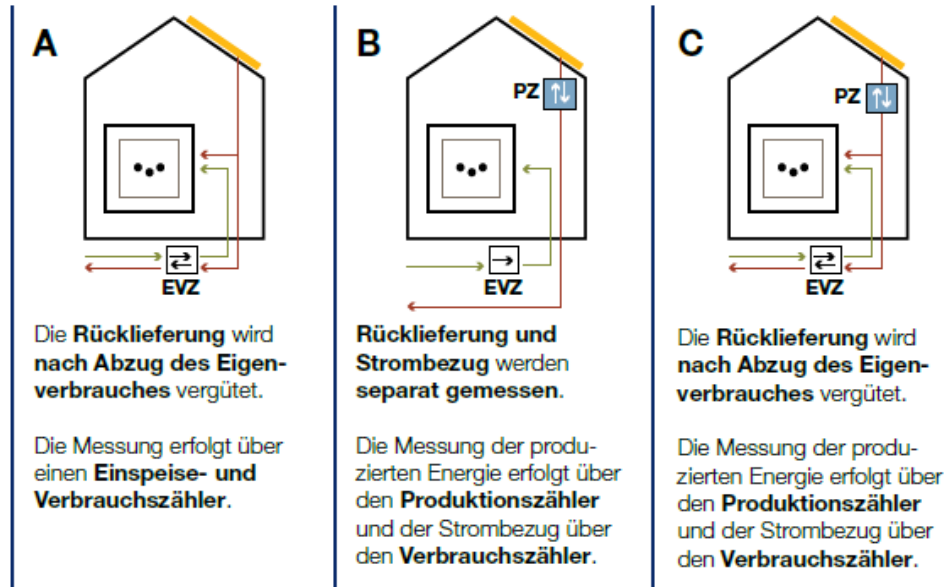 A
EVZ
Die Rücklieferung wird
nach Abzug des Eigen-
verbrauches vergütet.
Die Messung erfolgt über
einen Einspeise- und
Verbrauchszähler.
B
PZ
EVZ
Rücklieferung und
Strombezug werden
separat gemessen.
Die Messung der produ-
zierten Energie erfolgt über
den Produktionszähler
und der Strombezug über
den Verbrauchszähler.
C
PZ
EVZ
Die Rücklieferung wird
nach Abzug des Eigen-
verbrauches vergütet.
Die Messung der produ-
zierten Energie erfolgt über
den Produktionszähler
und der Strombezug über
den Verbrauchszähler.